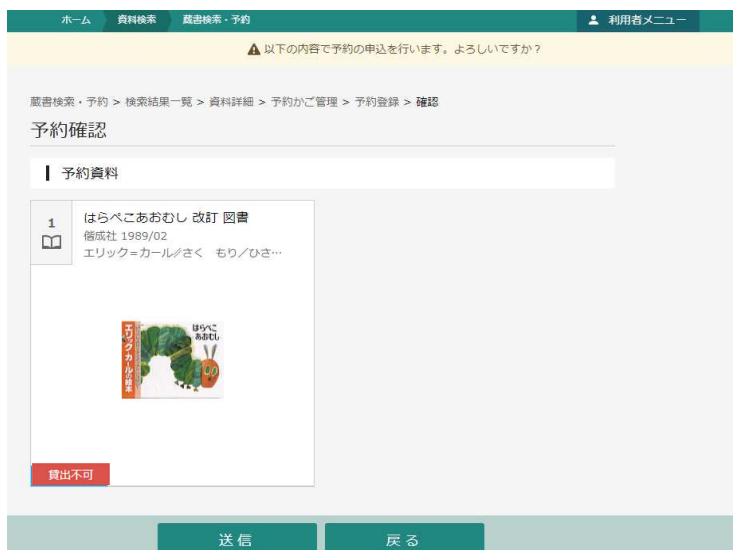 ホーム 資料検索 蔵書検索・予約 利用者メニュー
以下の内容で予約の申込を行います。よろしいですか？
蔵書検索・予約 > 検索結果一覧 > 資料詳細 > 予約かご管理 > 予約登録 > 確認
予約確認
予約資料
1
はらぺこあおむし 改訂 図書
偕成社 1989/02
エリック=カール∥さく もり／ひさ…
エリック・カールの絵本
はらぺこ
あおむし
貸出不可
送信 戻る